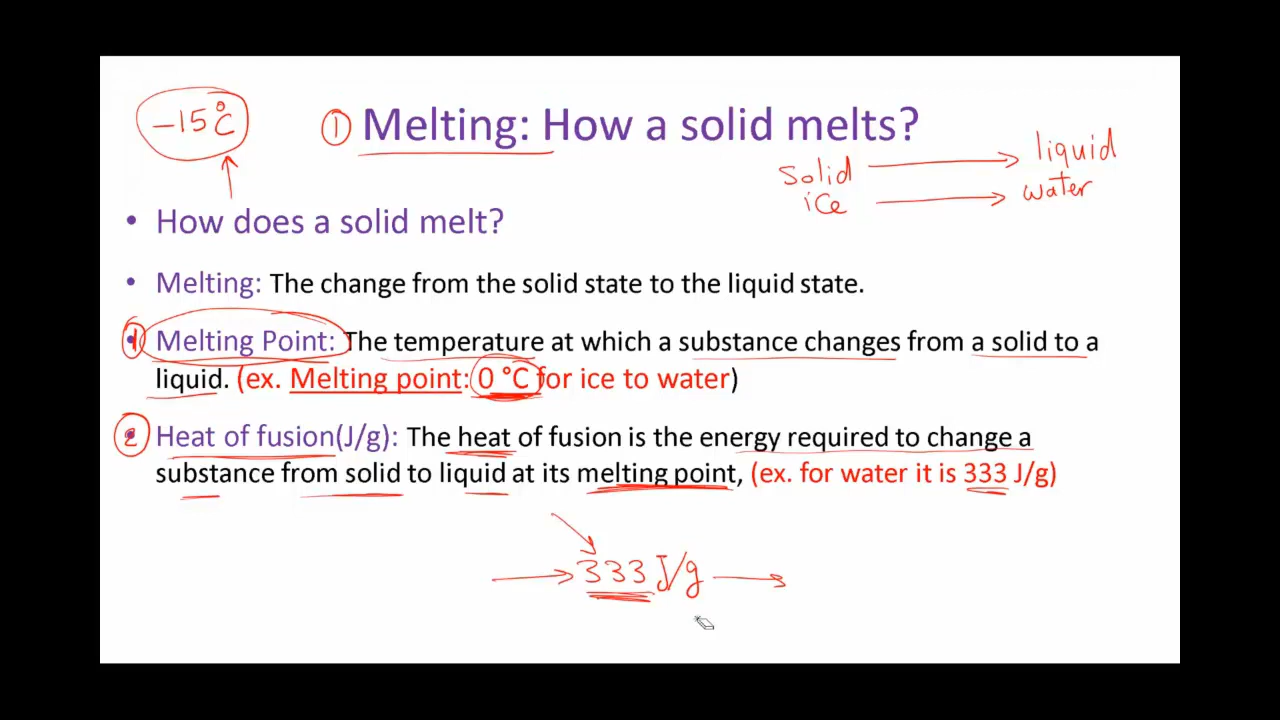 -15°C
① Melting: How a solid melts?
solid → liquid
ice → water
• How does a solid melt?
• Melting: The change from the solid state to the liquid state.
1 Melting Point: The temperature at which a substance changes from a solid to a
liquid. (ex. Melting point: 0 °C for ice to water)
2 Heat of fusion(J/g): The heat of fusion is the energy required to change a
substance from solid to liquid at its melting point, (ex. for water it is 333 J/g)
→ 333 J/g →